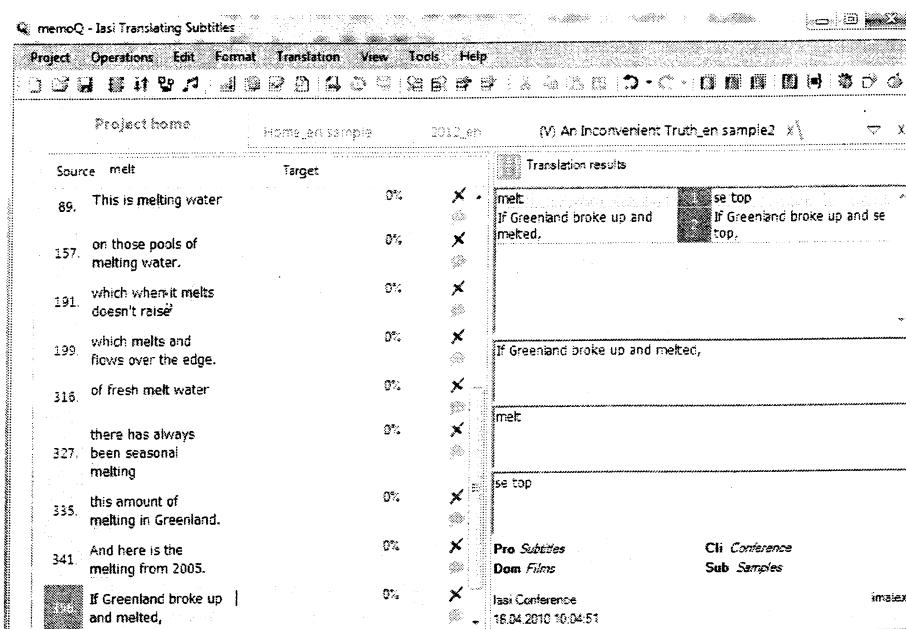 memoQ - Iasi Translating Subtitles
Project Operations Edit Format Translation View Tools Help
Project home
Home_en sample
2012_en
(V) An Inconvenient Truth_en sample2 x
x
Source melt Target
89. This is melting water 0%
157. on those pools of
melting water. 0%
191. which when it melts
doesn't raise 0%
199. which melts and
flows over the edge. 0%
316. of fresh melt water 0%
327. there has always
been seasonal
melting 0%
335. this amount of
melting in Greenland. 0%
341. And here is the
melting from 2005. 0%
If Greenland broke up
and melted, 0%
Translation results
melt 1 se top
If Greenland broke up and
melted, 2 If Greenland broke up and se
top,
If Greenland broke up and melted,
melt
se top
Pro Subtitles Cli Conference
Dom Films Sub Samples
Iasi Conference imalex
16.04.2010 10:04:51